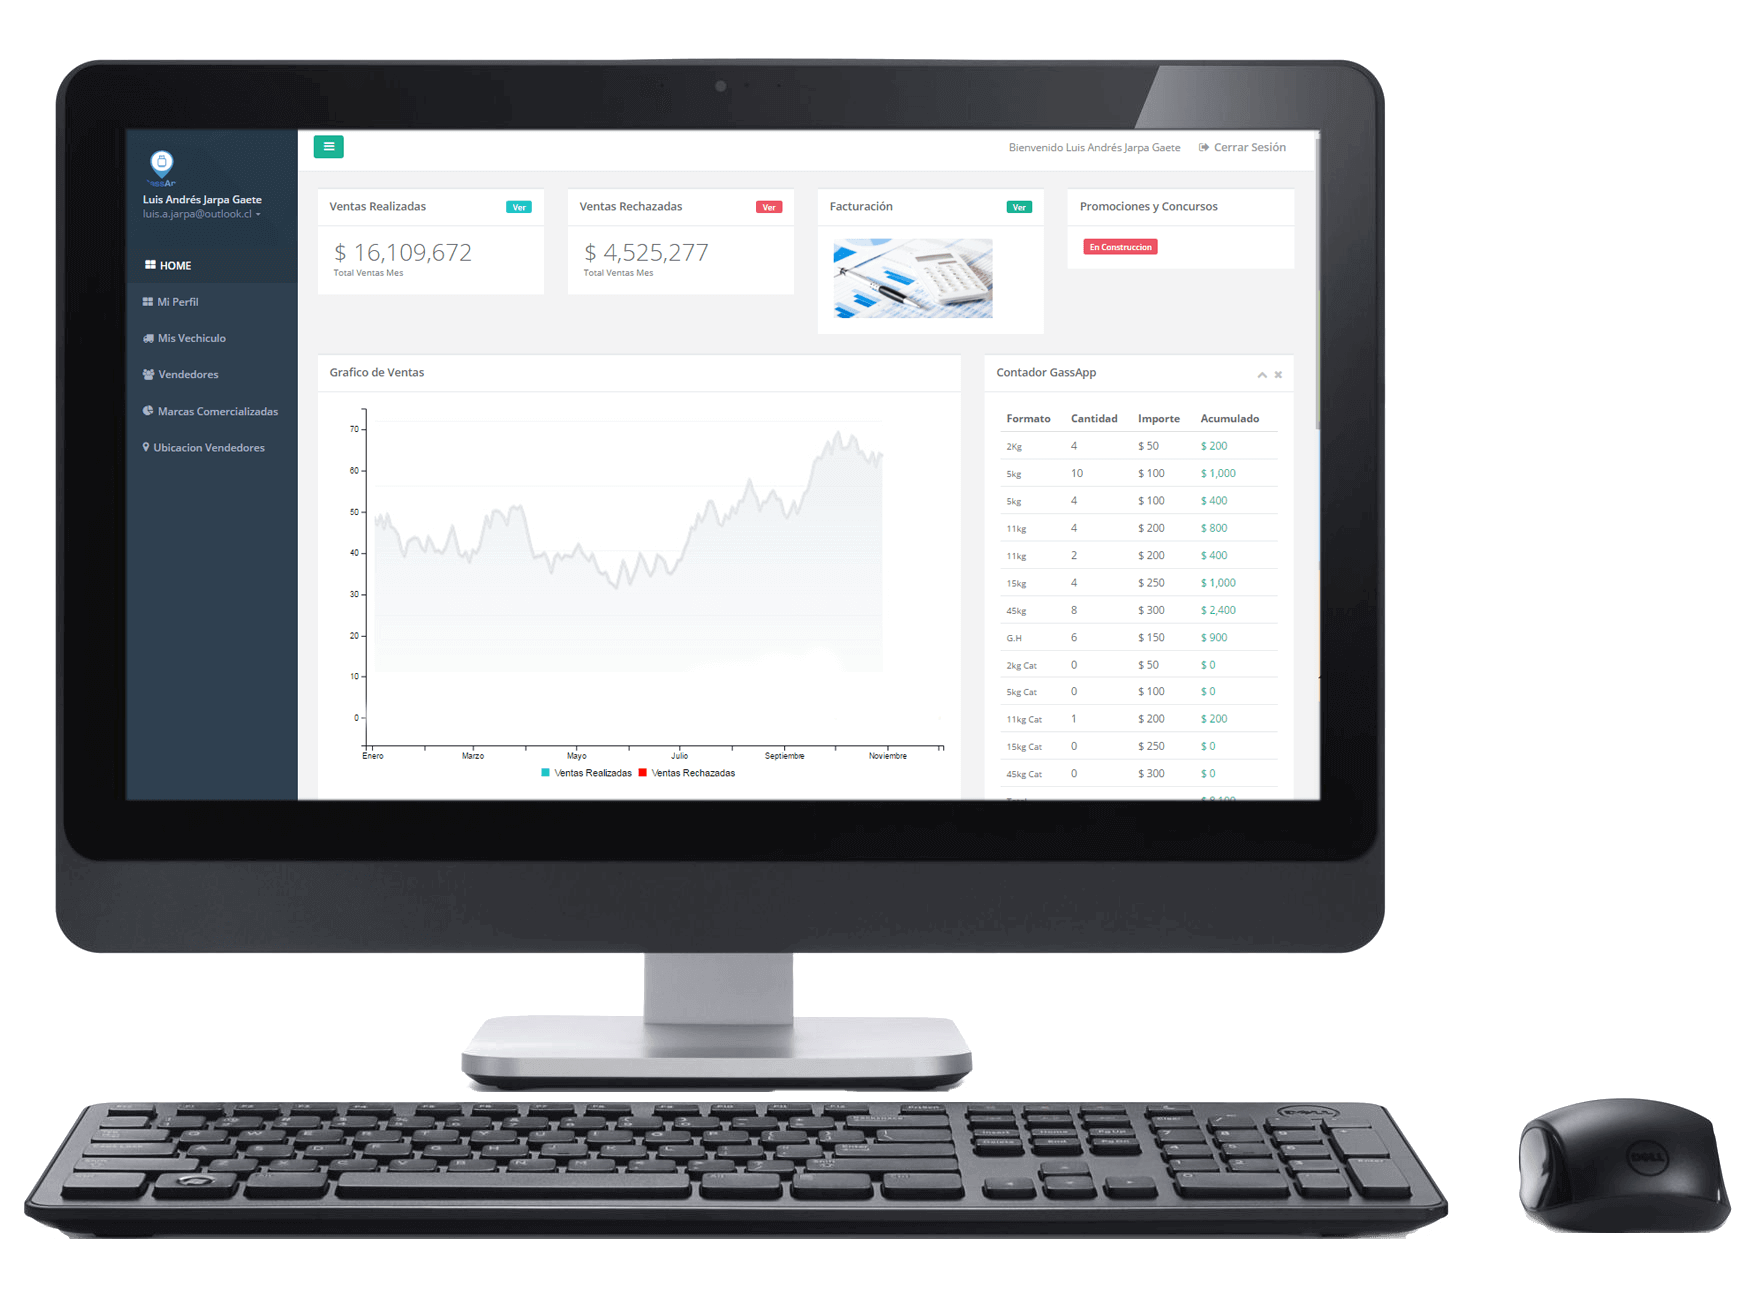 Bienvenido Luis Andrés Jarpa Gaete Cerrar Sesión
Luis Andrés Jarpa Gaete
luis.a.jarpa@outlook.cl
HOME
Mi Perfil
Mis Vechiculo
Vendedores
Marcas Comercializadas
Ubicacion Vendedores
Ventas Realizadas Ver
$ 16,109,672
Total Ventas Mes
Ventas Rechazadas Ver
$ 4,525,277
Total Ventas Mes
Facturación Ver
Promociones y Concursos
En Construccion
Grafico de Ventas
70
60
50
40
30
20
10
0
Enero Marzo Mayo Julio Septiembre Noviembre
Ventas Realizadas Ventas Rechazadas
Contador GassApp
Formato Cantidad Importe Acumulado
2Kg 4 $ 50 $ 200
5kg 10 $ 100 $ 1,000
5kg 4 $ 100 $ 400
11kg 4 $ 200 $ 800
11kg 2 $ 200 $ 400
15kg 4 $ 250 $ 1,000
45kg 8 $ 300 $ 2,400
G.H 6 $ 150 $ 900
2kg Cat 0 $ 50 $ 0
5kg Cat 0 $ 100 $ 0
11kg Cat 1 $ 200 $ 200
15kg Cat 0 $ 250 $ 0
45kg Cat 0 $ 300 $ 0
DELL
DELL